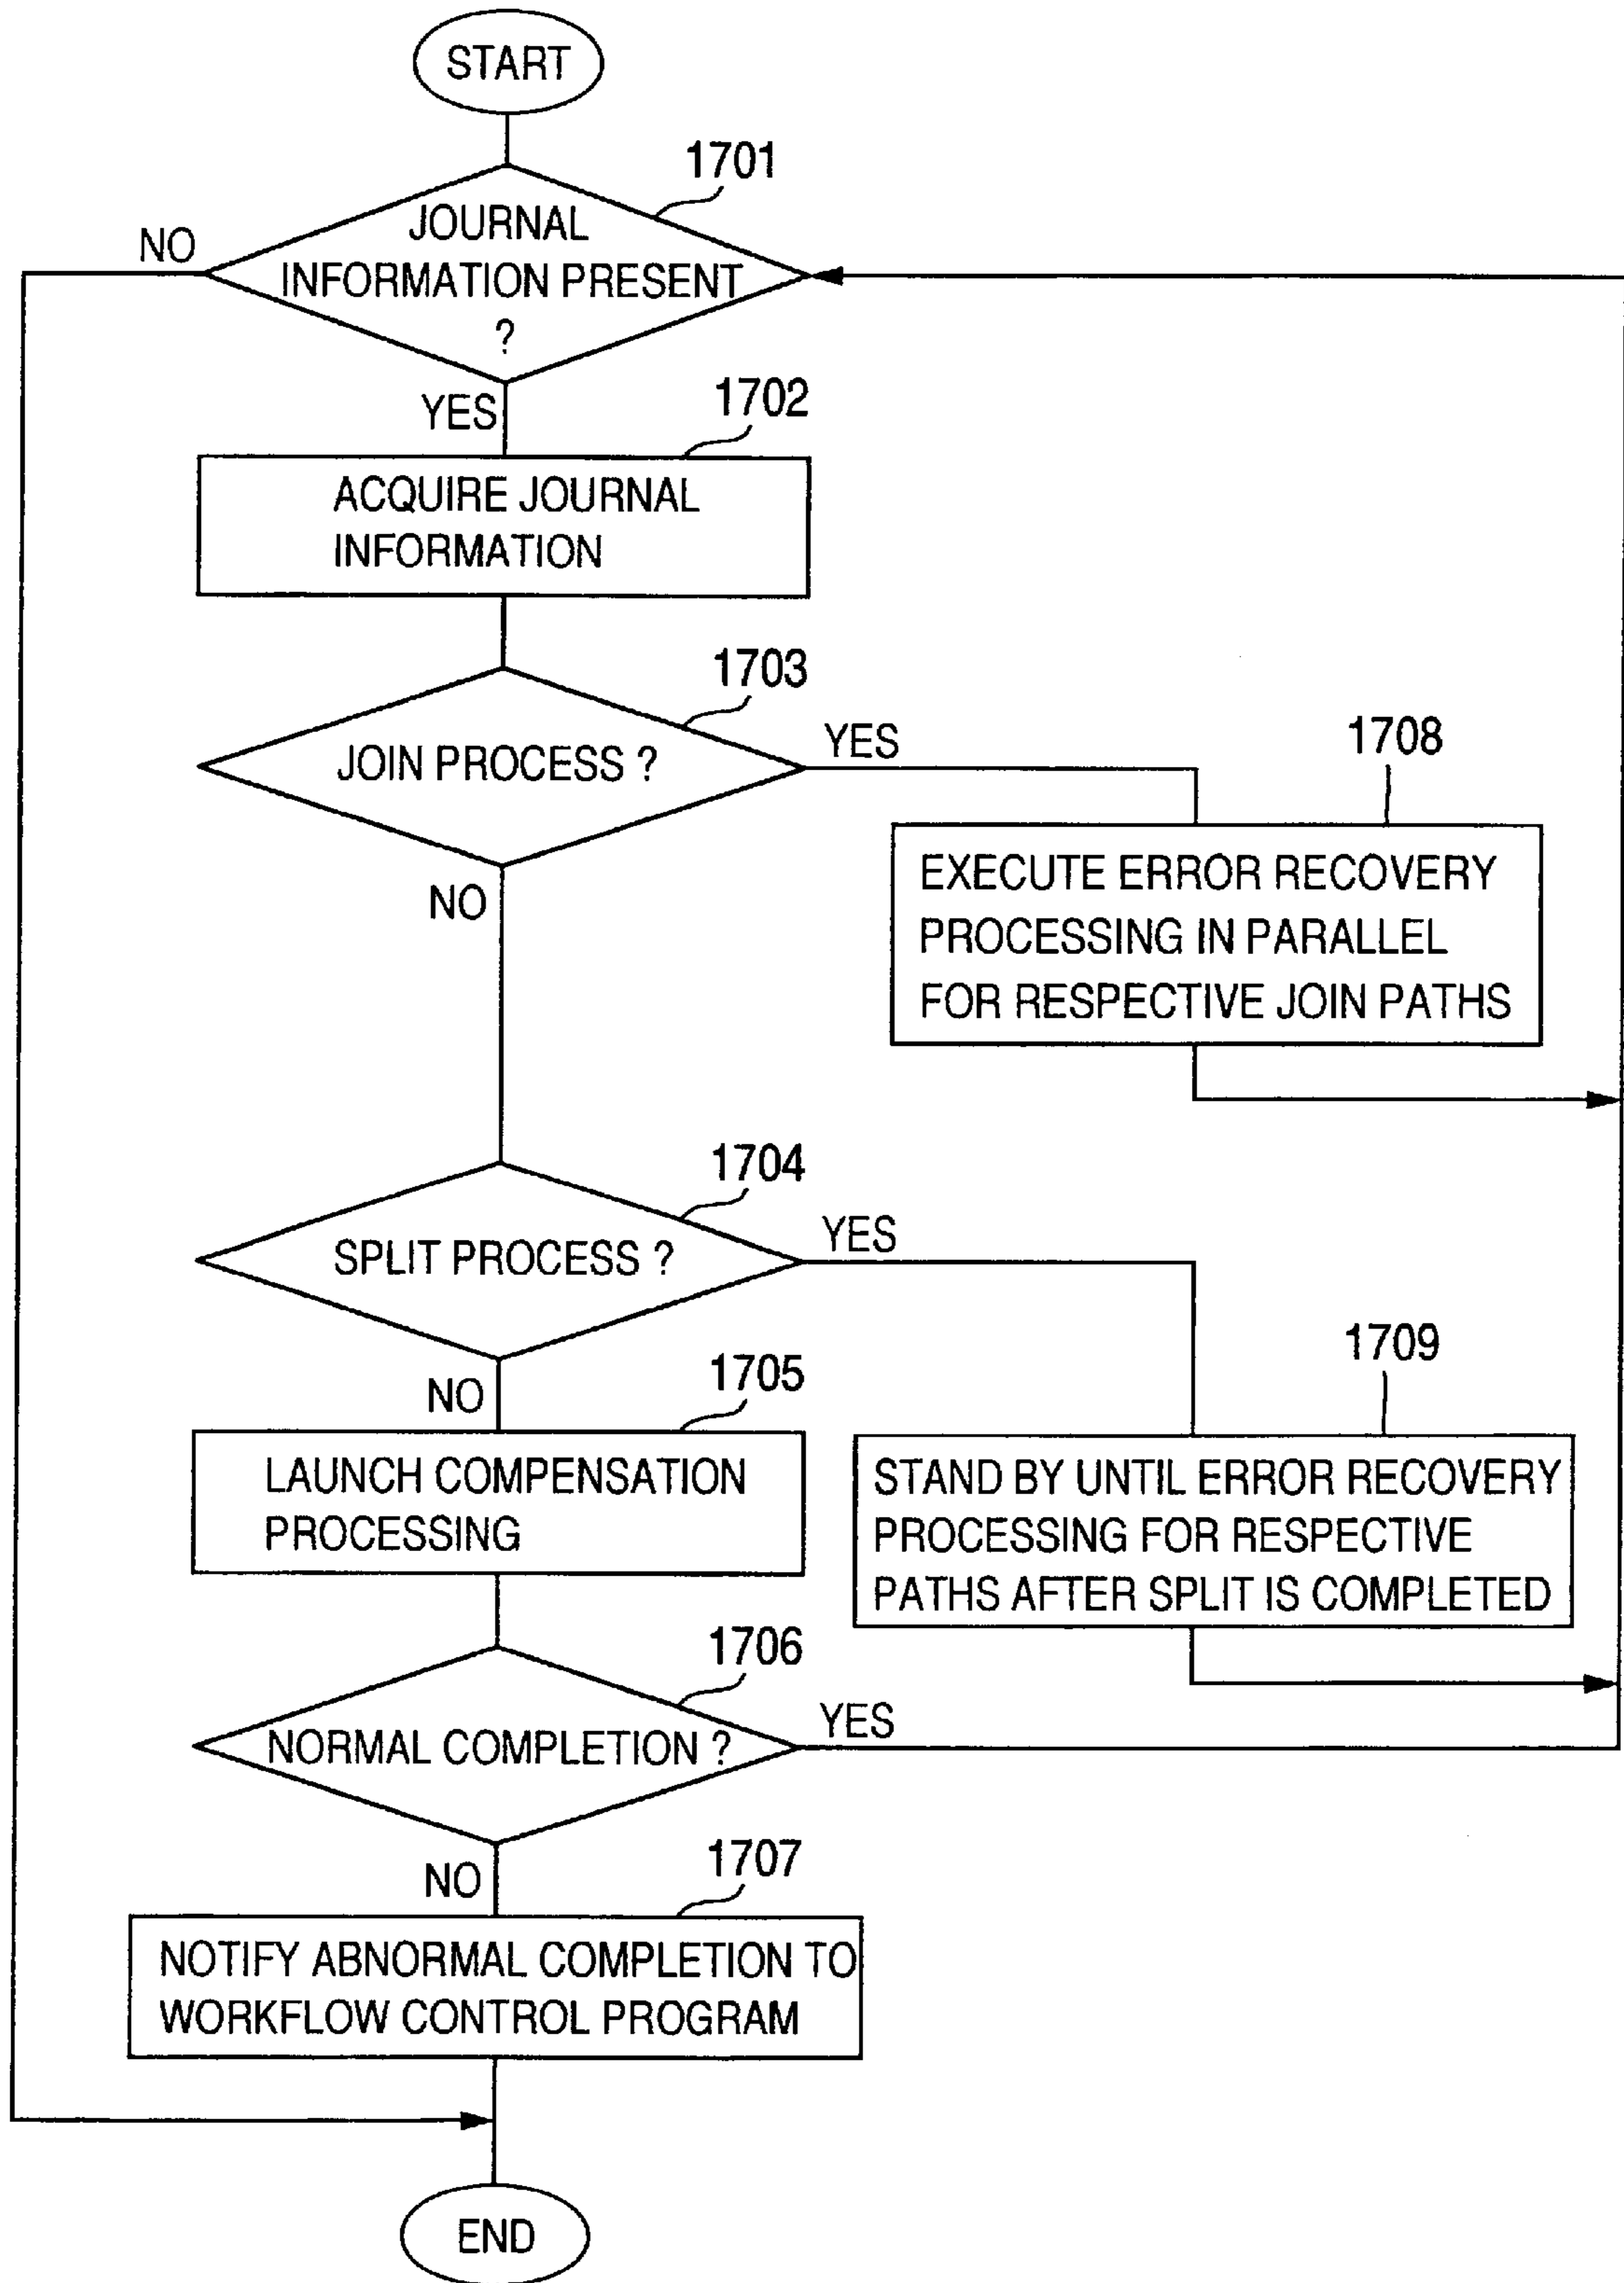 START
1701
JOURNAL
INFORMATION PRESENT
?
NO
YES
1702
ACQUIRE JOURNAL
INFORMATION
1703
JOIN PROCESS ?
YES
NO
1708
EXECUTE ERROR RECOVERY
PROCESSING IN PARALLEL
FOR RESPECTIVE JOIN PATHS
1704
SPLIT PROCESS ?
YES
NO
1709
STAND BY UNTIL ERROR RECOVERY
PROCESSING FOR RESPECTIVE
PATHS AFTER SPLIT IS COMPLETED
1705
LAUNCH COMPENSATION
PROCESSING
1706
NORMAL COMPLETION ?
YES
NO
1707
NOTIFY ABNORMAL COMPLETION TO
WORKFLOW CONTROL PROGRAM
END